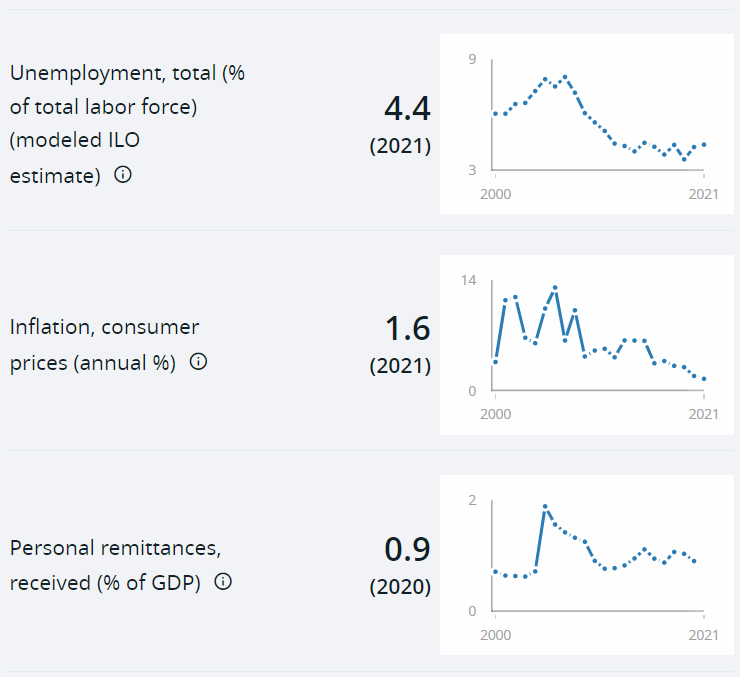 Unemployment, total (%
of total labor force)
(modeled ILO
estimate)
4.4
(2021)
9
3
2000
2021
Inflation, consumer
prices (annual %)
1.6
(2021)
14
0
2000
2021
Personal remittances,
received (% of GDP)
0.9
(2020)
2
0
2000
2021